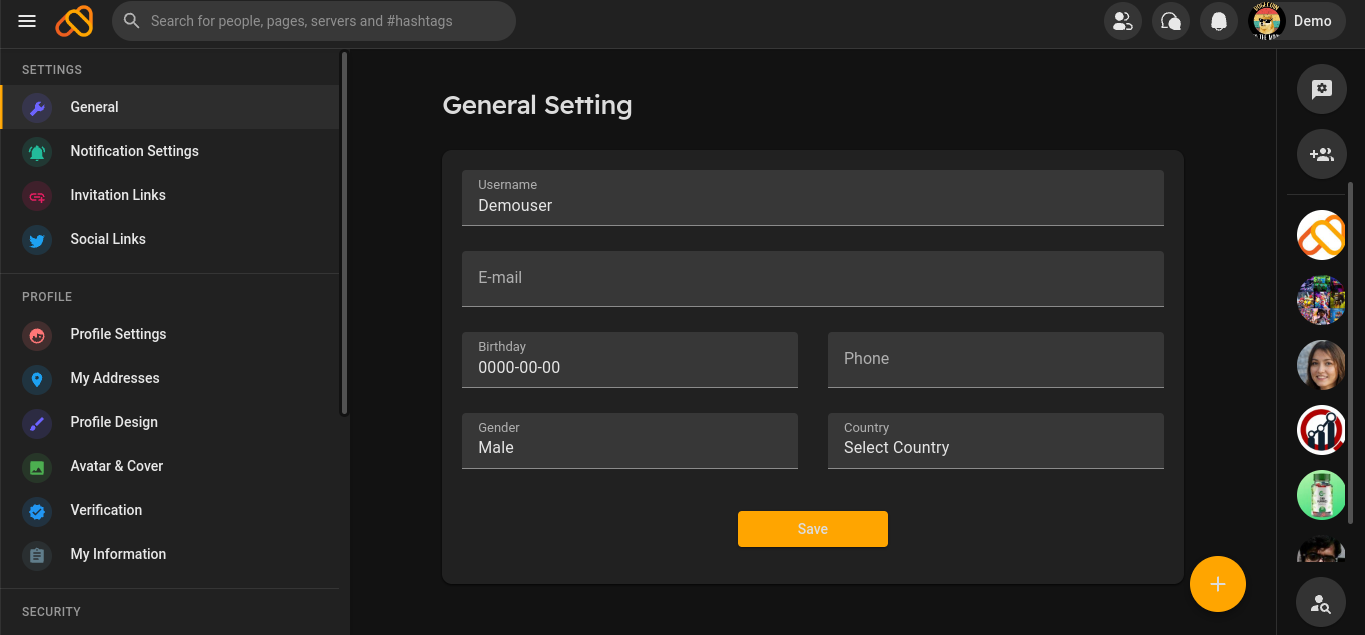 Search for people, pages, servers and #hashtags
Demo
SETTINGS
General
Notification Settings
Invitation Links
Social Links
PROFILE
Profile Settings
My Addresses
Profile Design
Avatar & Cover
Verification
My Information
SECURITY
General Setting
Username
Demouser
E-mail
Birthday
0000-00-00
Phone
Gender
Male
Country
Select Country
Save